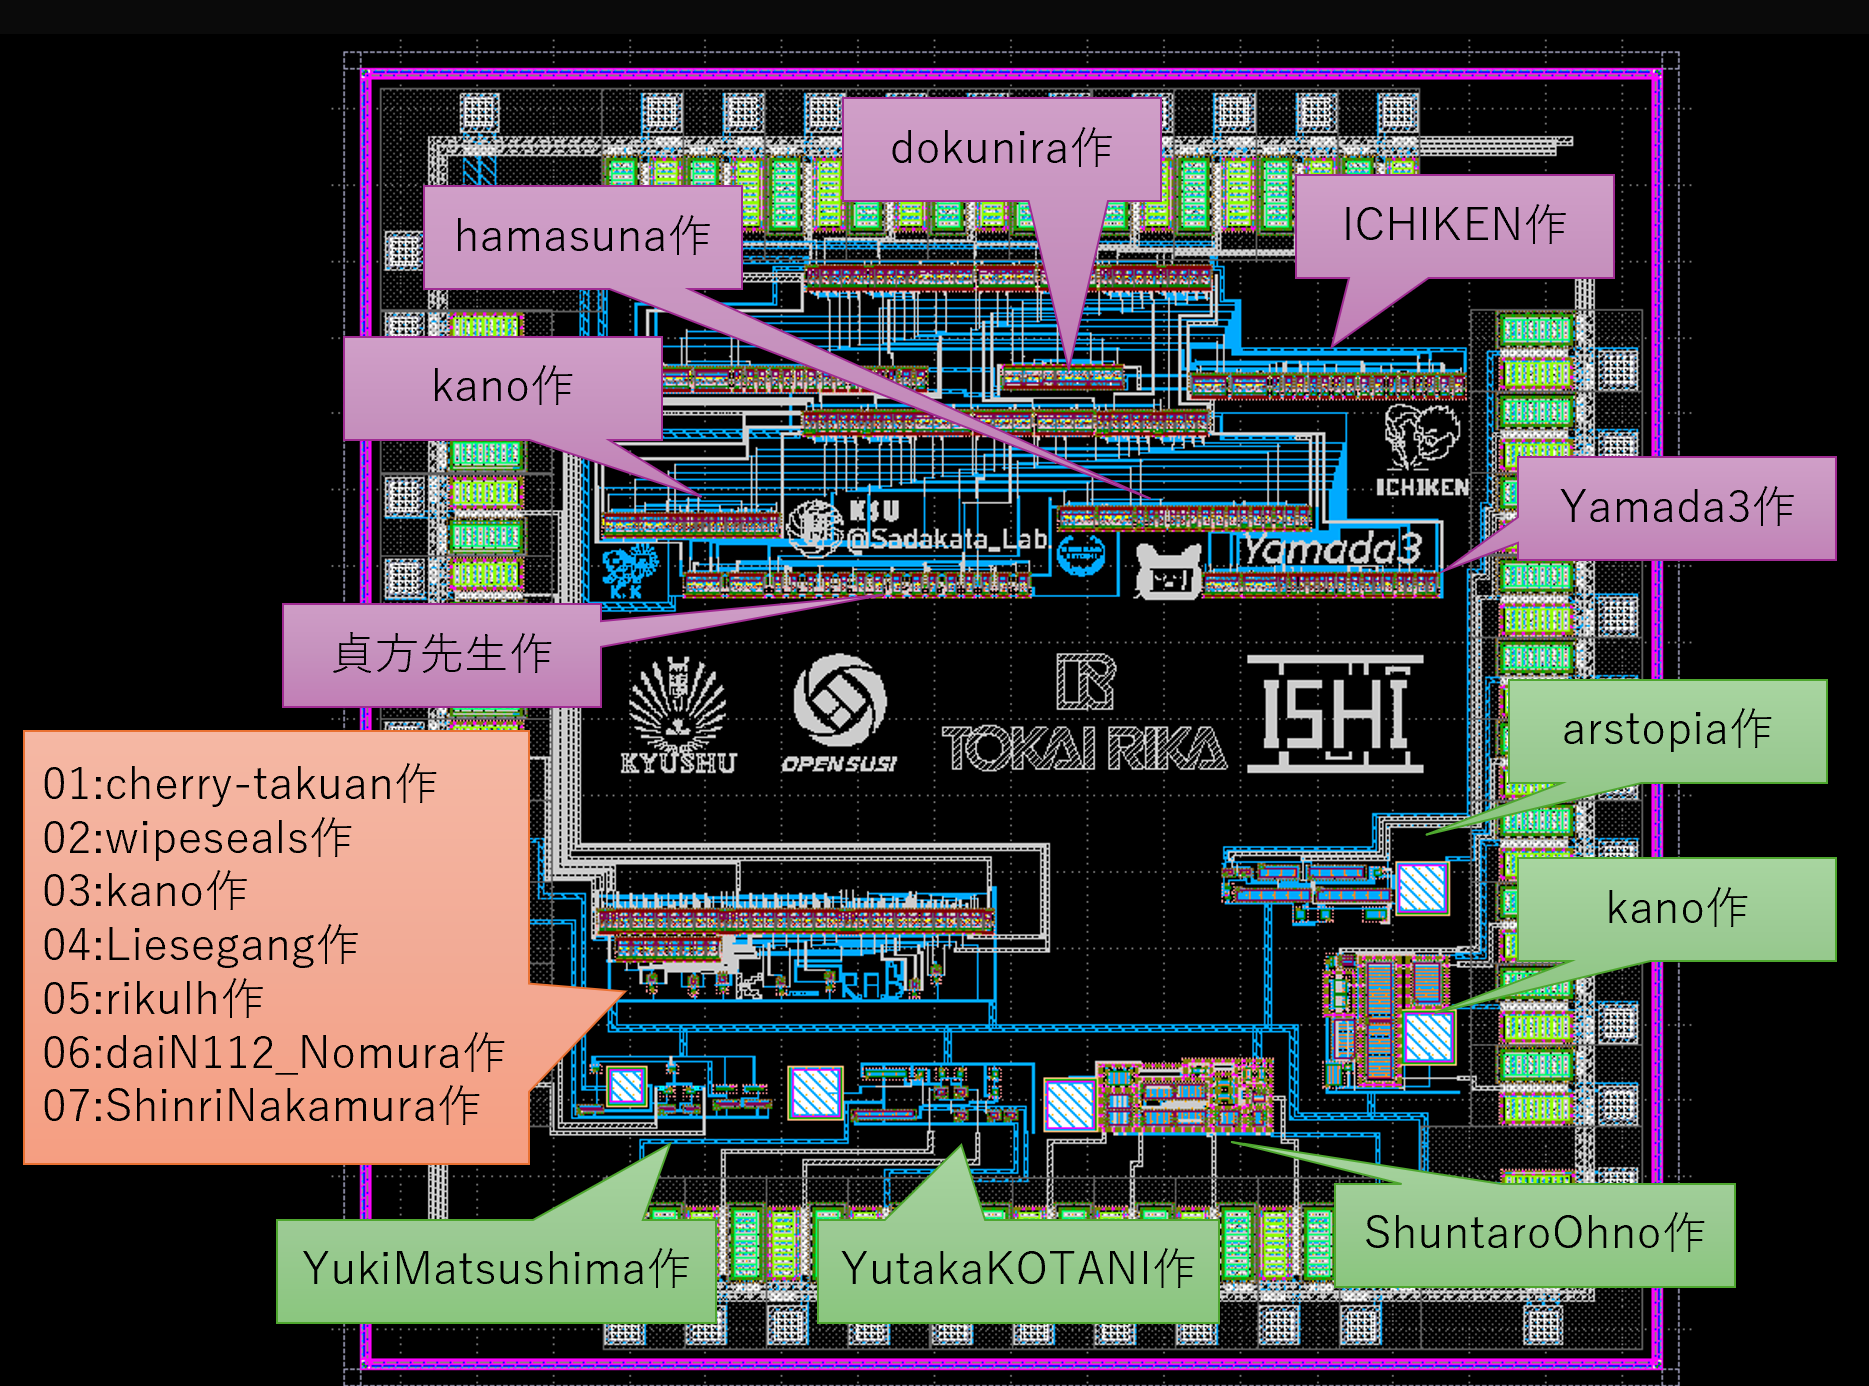 dokunira作
ICHIKEN作
hamasuna作
kano作
ICHIKEN
Yamada3作
KSU
@Sadakata_Lab
Yamada3
K.K
貞方先生作
KYUSHU
OPENSUSI
TOKAI RIKA
ISHI
arstopia作
01:cherry-takuan作
02:wipeseals作
03:kano作
04:Liesegang作
05:rikulh作
06:daiN112_Nomura作
07:ShinriNakamura作
kano作
RAB
ShuntaroOhno作
YukiMatsushima作
YutakaKOTANI作